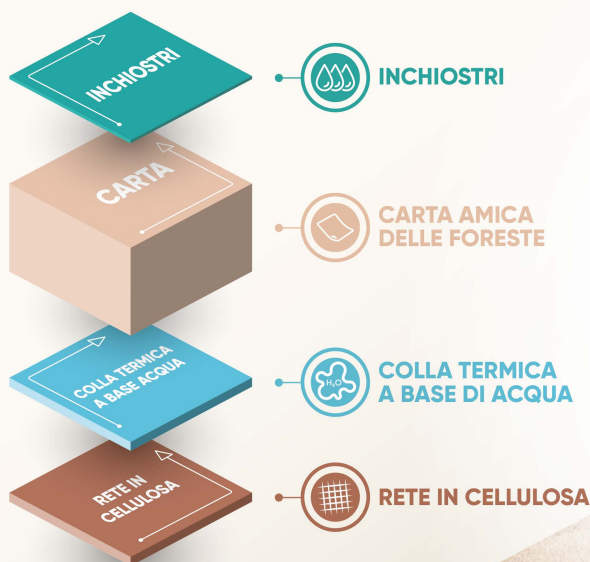 INCHIOSTRI
INCHIOSTRI
CARTA
CARTA AMICA
DELLE FORESTE
COLLA TERMICA
A BASE ACQUA
H₂O
COLLA TERMICA
A BASE DI ACQUA
RETE IN
CELLULOSA
RETE IN CELLULOSA